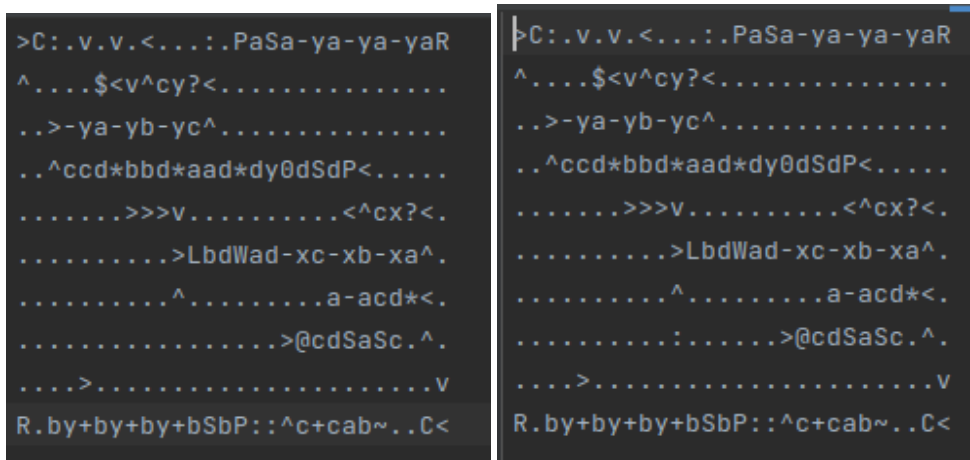 >C:.v.v.<...:.PaSa-ya-ya-yaR
^....$<v^cy?<...............
..>-ya-yb-yc^...............
..^ccd*bbd*aad*dy0dSdP<.....
.......>>>v..........<^cx?<.
..........>LbdWad-xc-xb-xa^.
..........^.........a-acd*<.
.................>@cdSaSc.^.
....>......................v
R.by+by+by+bSbP::^c+cab~..C<
>C:.v.v.<...:.PaSa-ya-ya-yaR
^....$<v^cy?<...............
..>-ya-yb-yc^...............
..^ccd*bbd*aad*dy0dSdP<.....
.......>>>v..........<^cx?<.
..........>LbdWad-xc-xb-xa^.
..........^.........a-acd*<.
..........:......>@cdSaSc.^.
....>......................v
R.by+by+by+bSbP::^c+cab~..C<